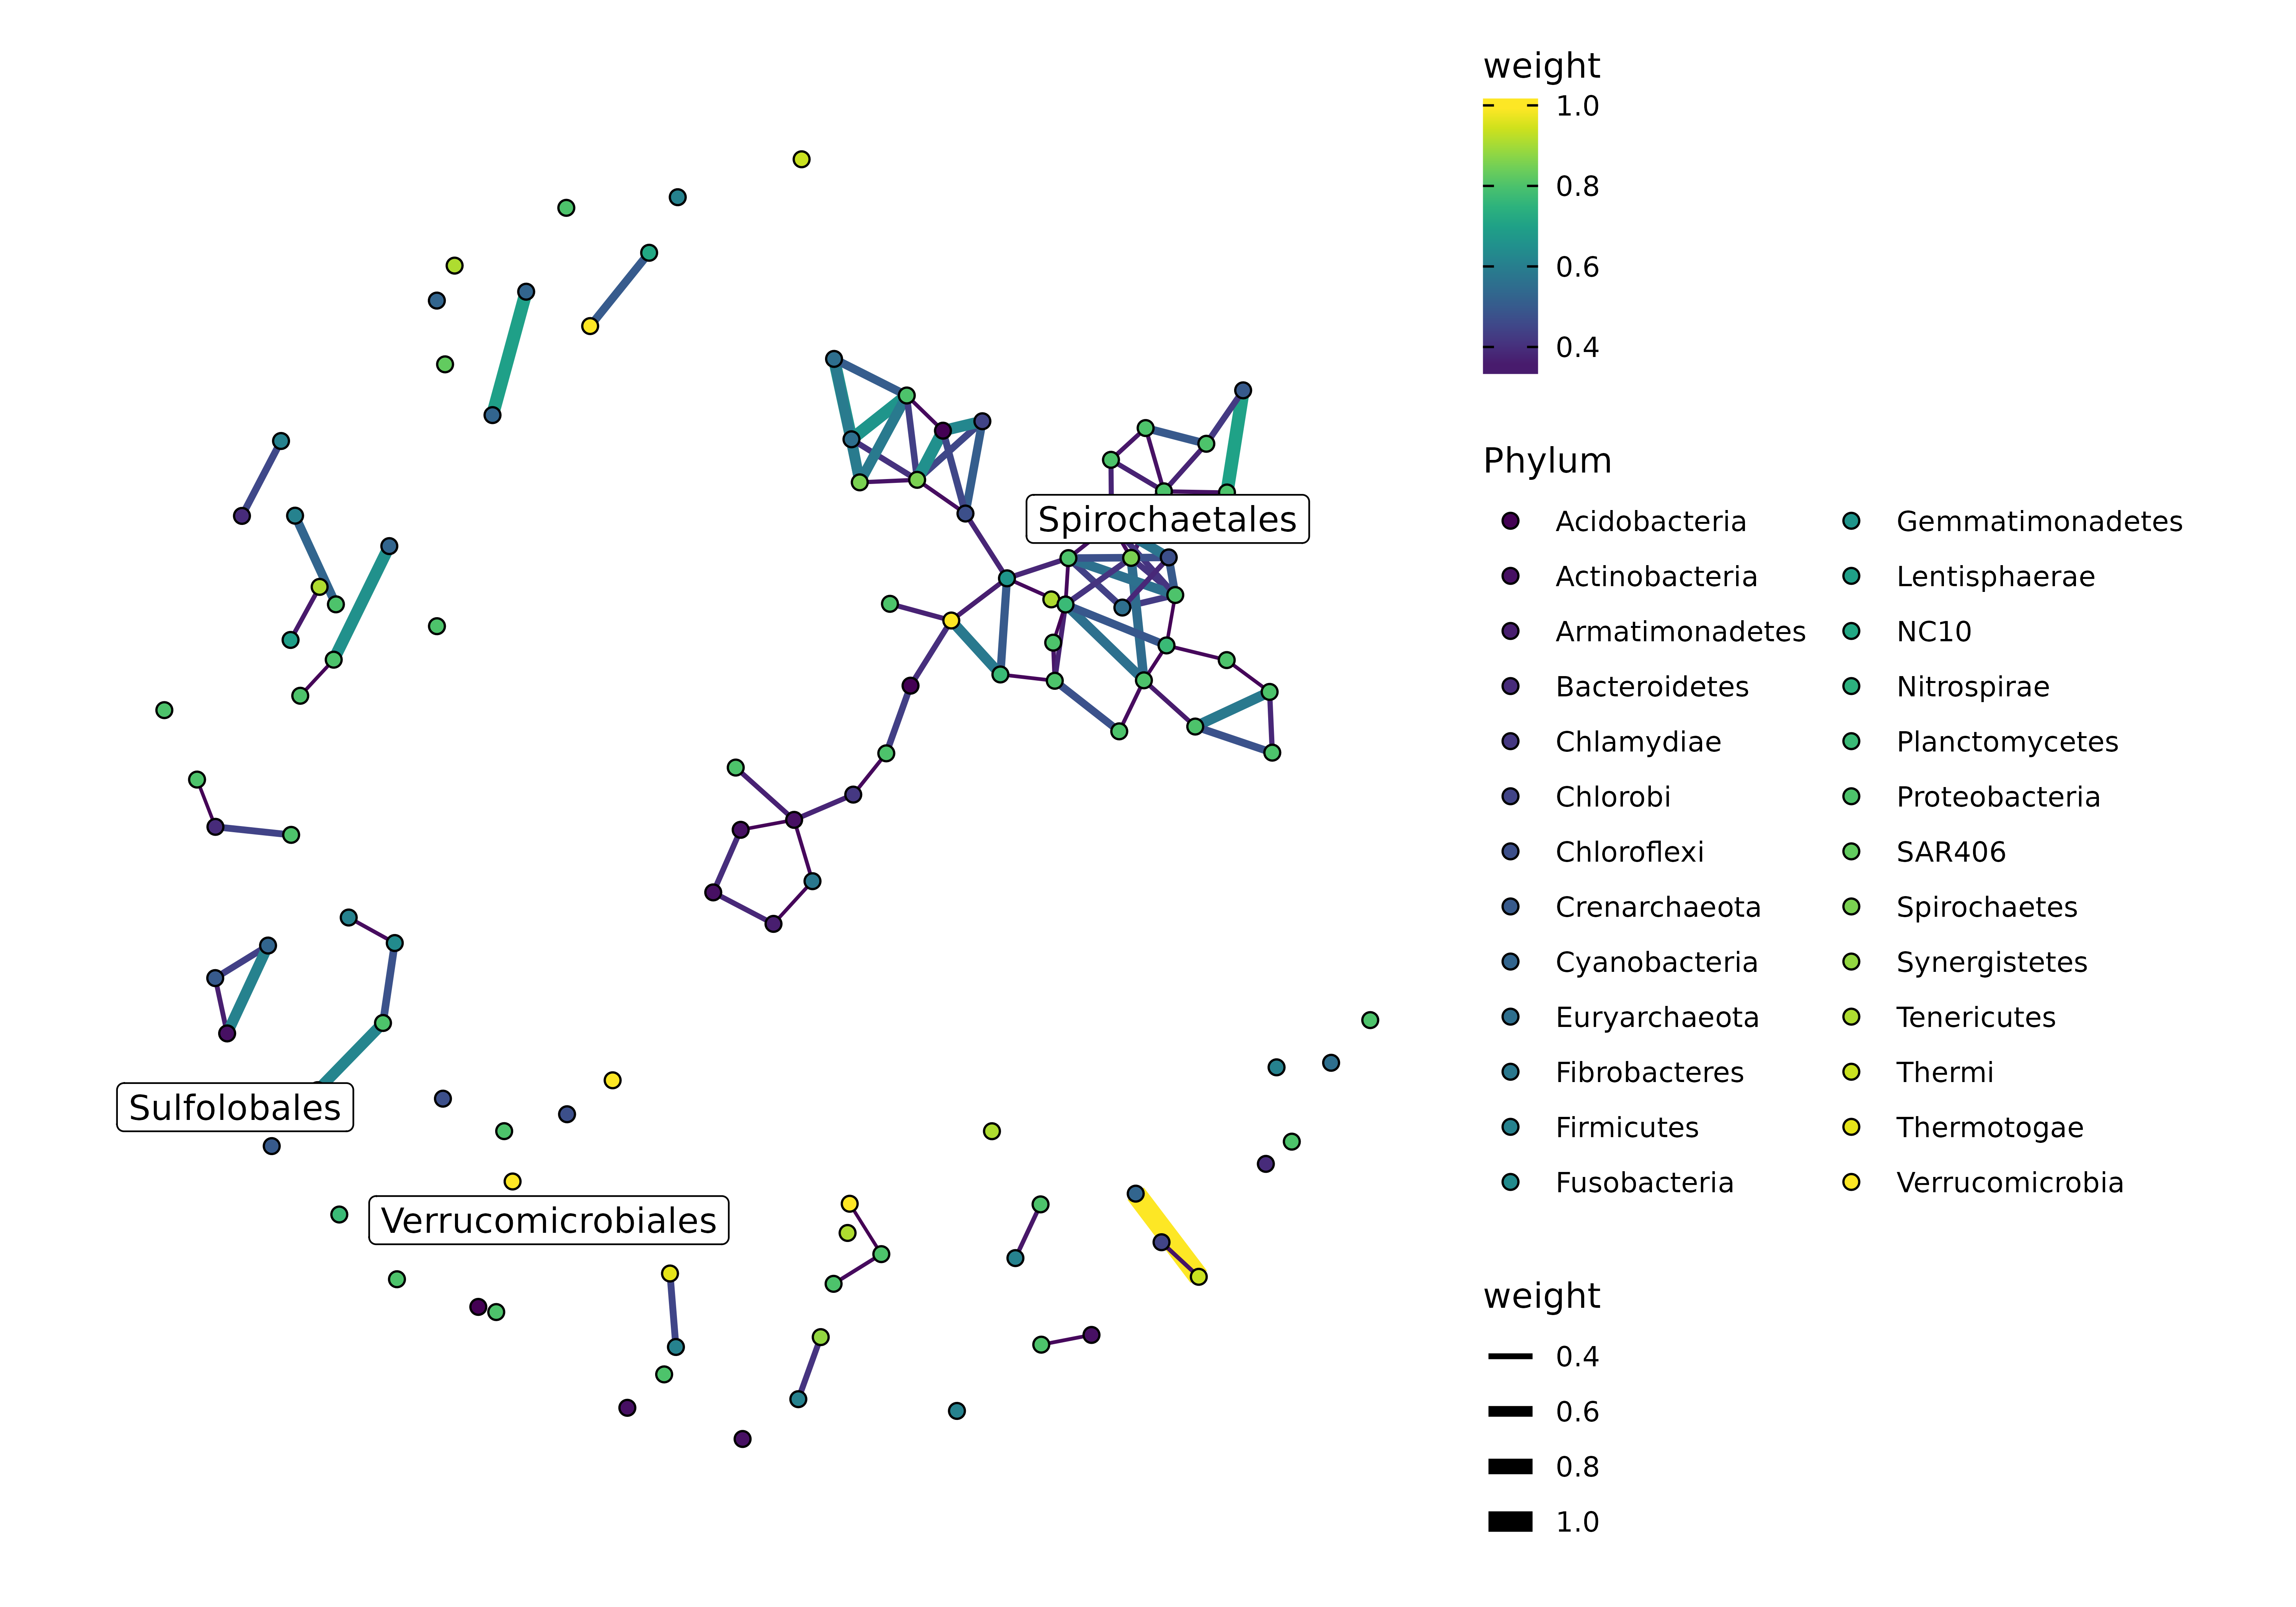 weight
1.0
0.8
0.6
0.4
Phylum
Acidobacteria
Actinobacteria
Armatimonadetes
Bacteroidetes
Chlamydiae
Chlorobi
Chloroflexi
Crenarchaeota
Cyanobacteria
Euryarchaeota
Fibrobacteres
Firmicutes
Fusobacteria
Gemmatimonadetes
Lentisphaerae
NC10
Nitrospirae
Planctomycetes
Proteobacteria
SAR406
Spirochaetes
Synergistetes
Tenericutes
Thermi
Thermotogae
Verrucomicrobia
weight
0.4
0.6
0.8
1.0
Spirochaetales
Sulfolobales
Verrucomicrobiales